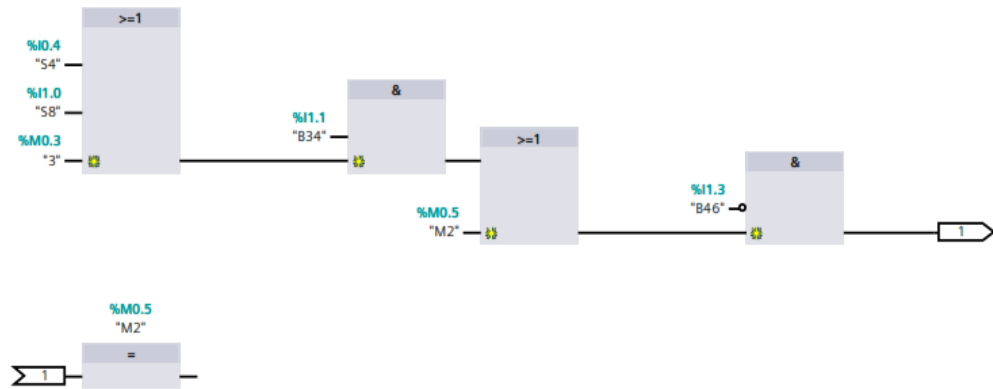 >=1
%I0.4
"S4"
%I1.0
"S8"
%M0.3
"3"
&
%I1.1
"B34"
>=1
%M0.5
"M2"
&
%I1.3
"B46"
1
%M0.5
"M2"
=
1